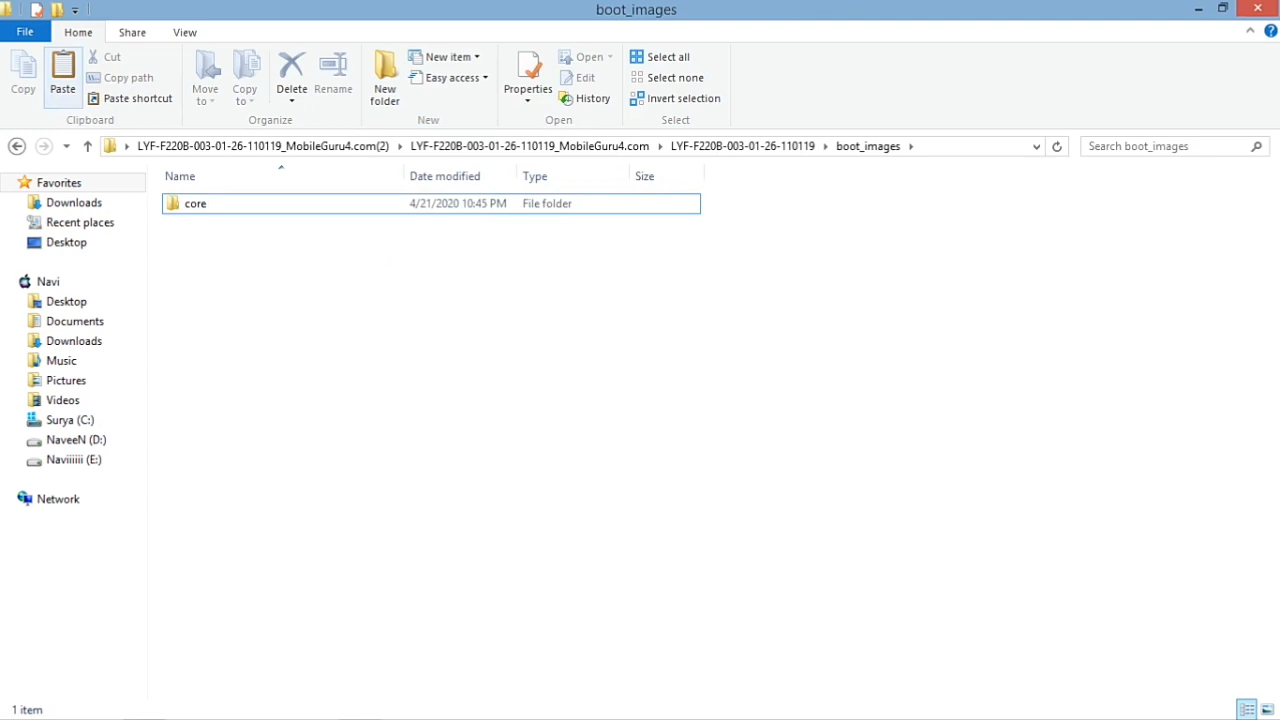 boot_images
File Home Share View
Copy Paste Cut Copy path Paste shortcut Move to Copy to Delete Rename New folder New item Easy access Properties Open Edit History Select all Select none Invert selection
Clipboard Organize New Open Select
LYF-F220B-003-01-26-110119_MobileGuru4.com(2) LYF-F220B-003-01-26-110119_MobileGuru4.com LYF-F220B-003-01-26-110119 boot_images Search boot_images
Name Date modified Type Size
core 4/21/2020 10:45 PM File folder
Favorites
Downloads
Recent places
Desktop
Navi
Desktop
Documents
Downloads
Music
Pictures
Videos
Surya (C:)
NaveeN (D:)
Naviiiiii (E:)
Network
1 item